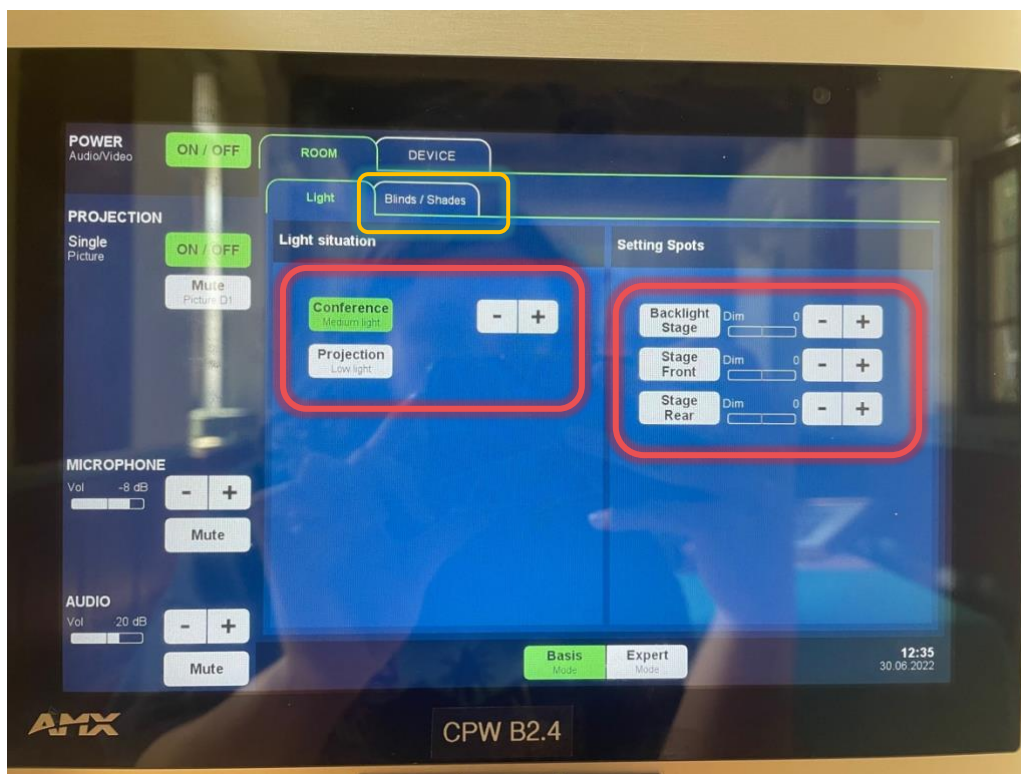 POWER
Audio/Video
ON / OFF
ROOM
DEVICE
Light
Blinds / Shades
PROJECTION
Single
Picture
ON / OFF
Mute
Picture D1
Light situation
Conference
Medium light
- +
Projection
Low light
Setting Spots
Backlight
Stage
Dim 0
- +
Stage
Front
Dim 0
- +
Stage
Rear
Dim 0
- +
MICROPHONE
Vol -8 dB
- +
Mute
AUDIO
Vol 20 dB
- +
Mute
Basis
Mode
Expert
Mode
12:35
30.06.2022
AMX
CPW B2.4